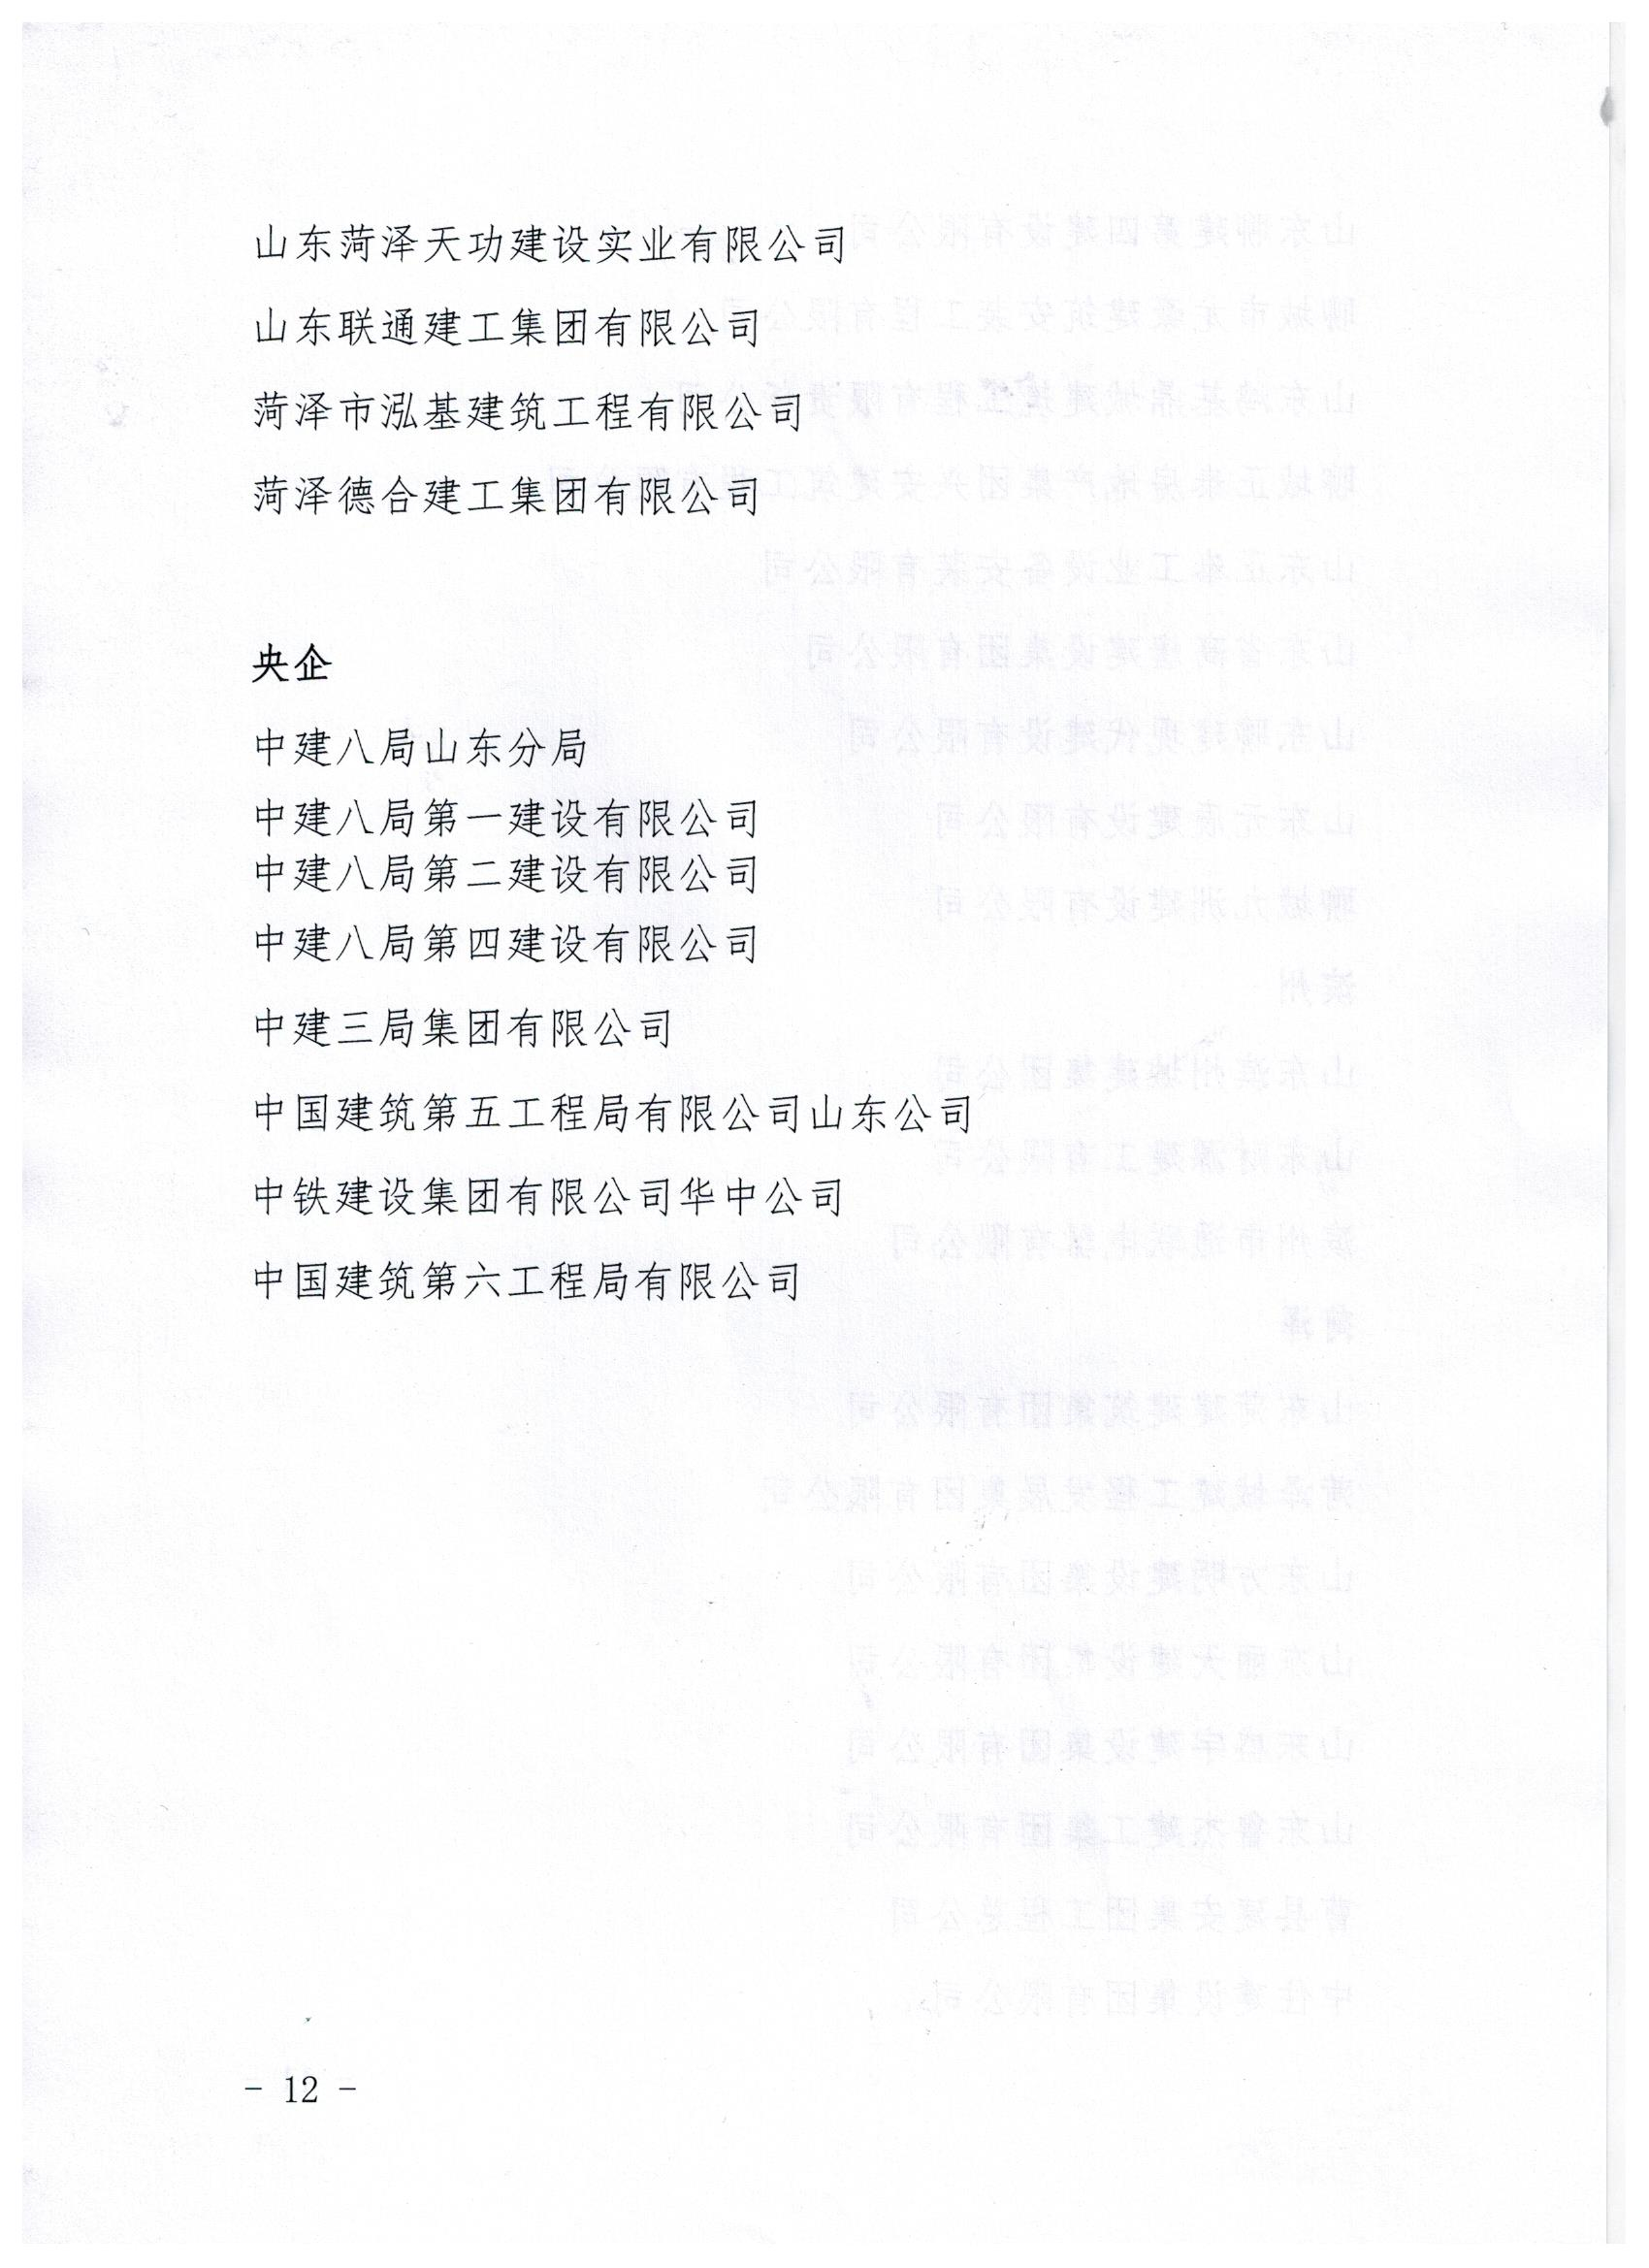 山东菏泽天功建设实业有限公司
山东联通建工集团有限公司
菏泽市泓基建筑工程有限公司
菏泽德合建工集团有限公司
央企
中建八局山东分局
中建八局第一建设有限公司
中建八局第二建设有限公司
中建八局第四建设有限公司
中建三局集团有限公司
中国建筑第五工程局有限公司山东公司
中铁建设集团有限公司华中公司
中国建筑第六工程局有限公司
- 12 -